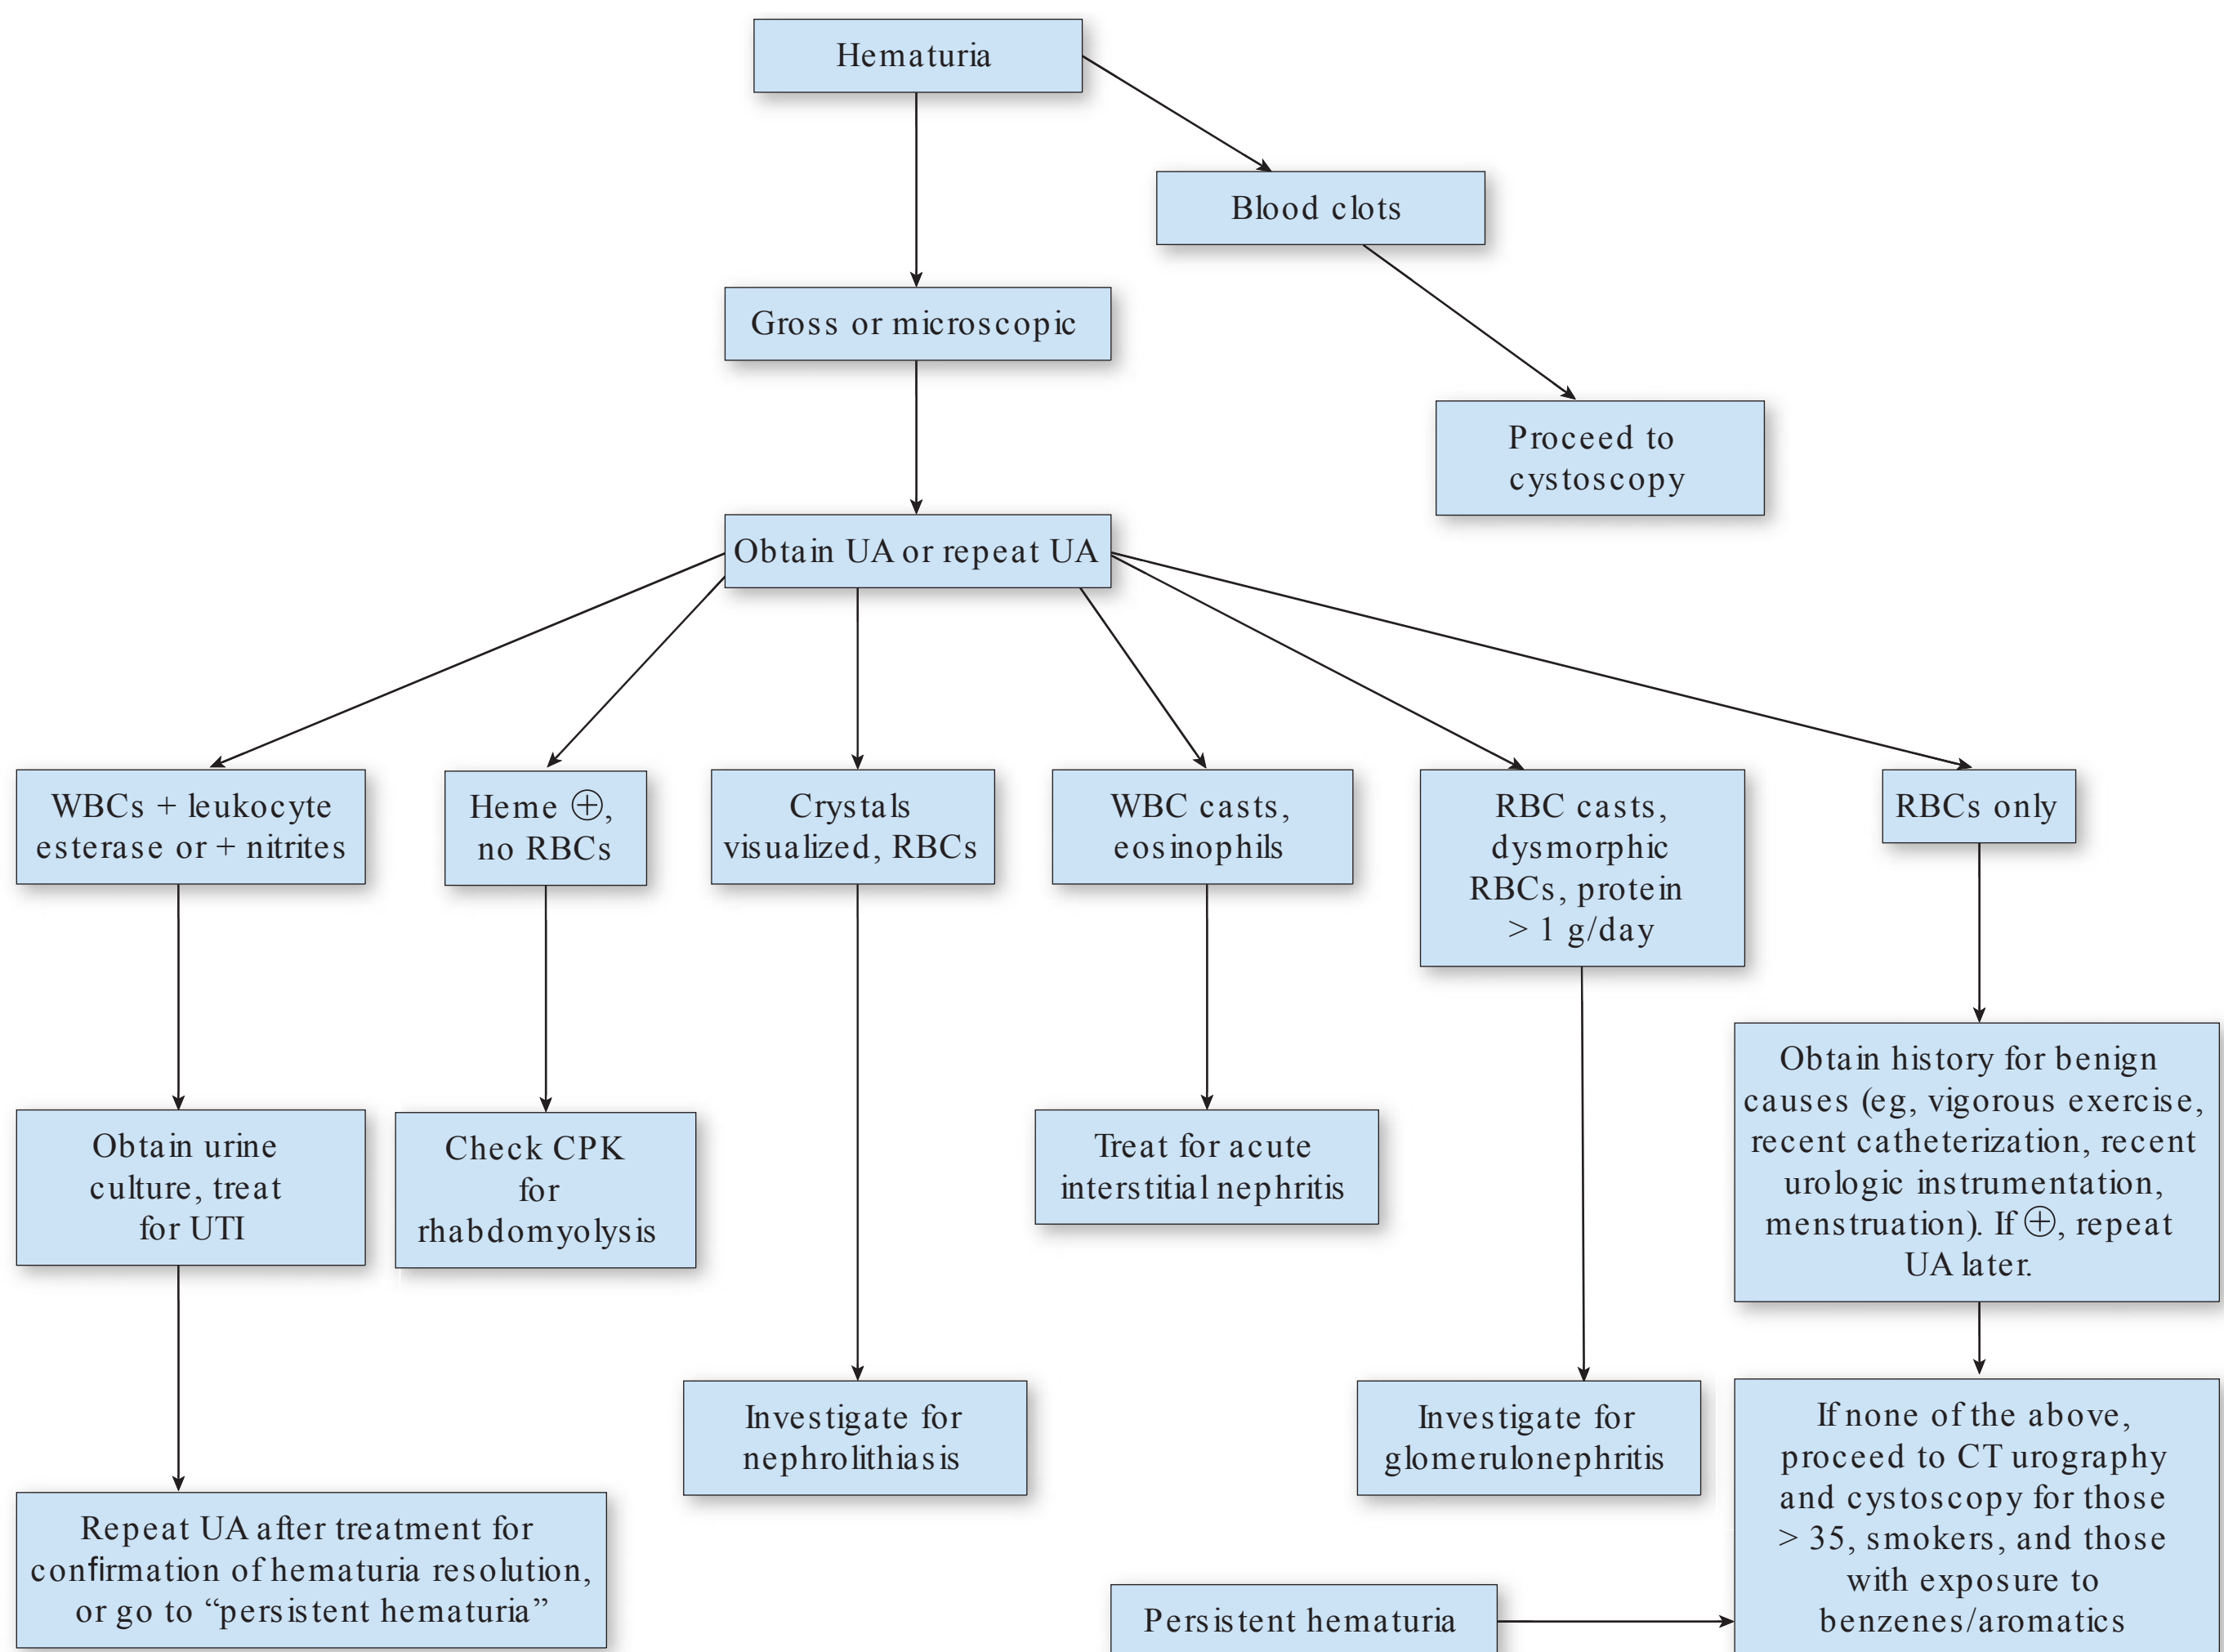 Hematuria
Blood clots
Gross or microscopic
Proceed to
cystoscopy
Obtain UA or repeat UA
WBCs + leukocyte
esterase or + nitrites
Heme ⊕,
no RBCs
Crystals
visualized, RBCs
WBC casts,
eosinophils
RBC casts,
dysmorphic
RBCs, protein
> 1 g/day
RBCs only
Obtain urine
culture, treat
for UTI
Check CPK
for
rhabdomyolysis
Treat for acute
interstitial nephritis
Obtain history for benign
causes (eg, vigorous exercise,
recent catheterization, recent
urologic instrumentation,
menstruation). If ⊕, repeat
UA later.
Repeat UA after treatment for
confirmation of hematuria resolution,
or go to “persistent hematuria”
Investigate for
nephrolithiasis
Investigate for
glomerulonephritis
If none of the above,
proceed to CT urography
and cystoscopy for those
> 35, smokers, and those
with exposure to
benzenes/aromatics
Persistent hematuria